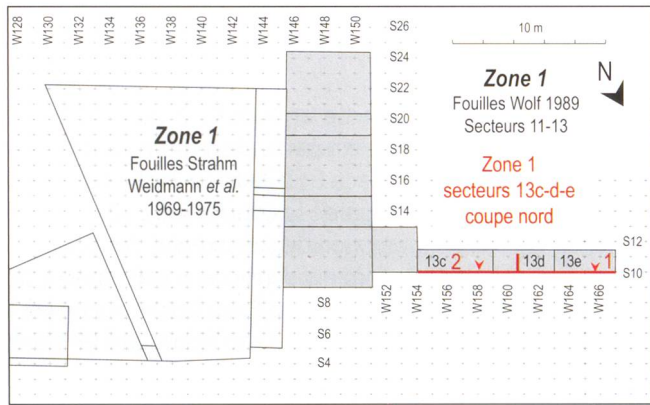 W128
W130
W132
W134
W136
W138
W140
W142
W144
W146
W148
W150
S26
S24
S22
S20
S18
S16
S14
10 m
Zone 1
Fouilles Wolf 1989
Secteurs 11-13
N
Zone 1
Fouilles Strahm
Weidmann et al.
1969-1975
Zone 1
secteurs 13c-d-e
coupe nord
S12
13c 2 13d 13e 1
S10
W152
W154
W156
W158
W160
W162
W164
W166
S8
S6
S4